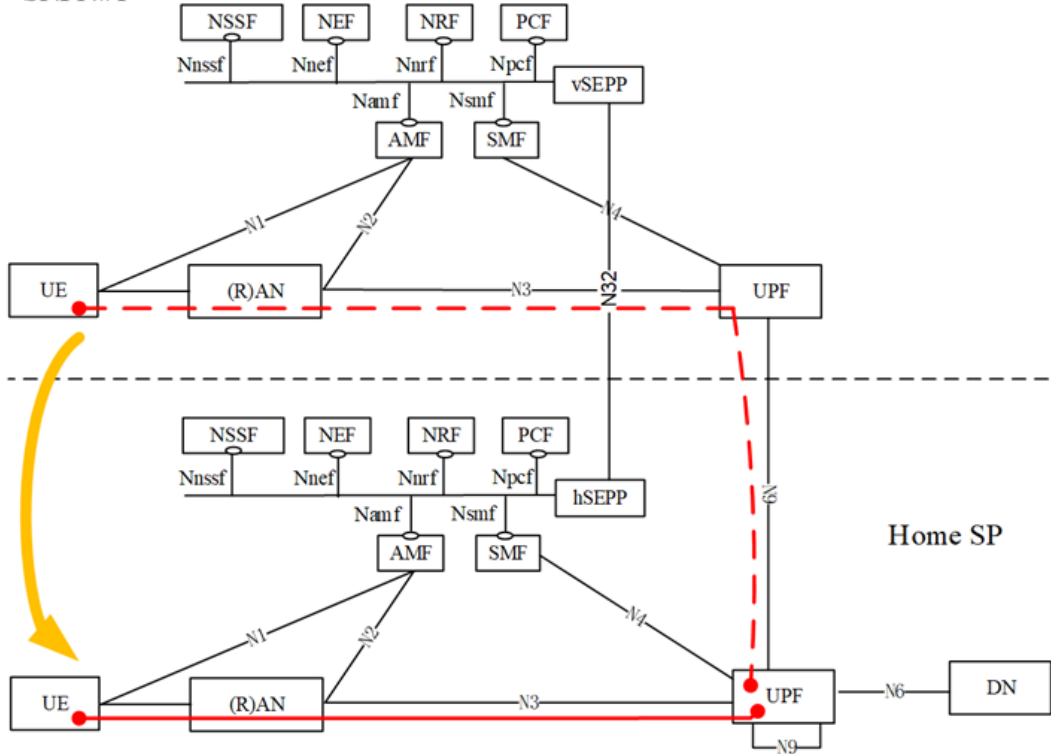 NSSF NEF NRF PCF
Nnssf Nnef Nnrf Npcf
vSEPP
Namf Nsmf
AMF SMF
N1 N2 N4
UE (R)AN N3 N32 UPF
NSSF NEF NRF PCF
Nnssf Nnef Nnrf Npcf
hSEPP N9
Namf Nsmf
Home SP
AMF SMF
N1 N2 N4
UE (R)AN N3 UPF N6 DN
N9